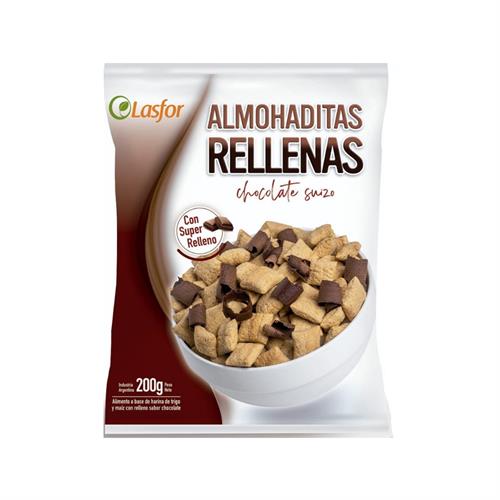 Lasfor
ALMOHADITAS
RELLENAS
chocolate suizo
Con
Super
Relleno
Industria
Argentina
200g
Peso
Neto
Alimento a base de harina de trigo
y maíz con relleno sabor chocolate